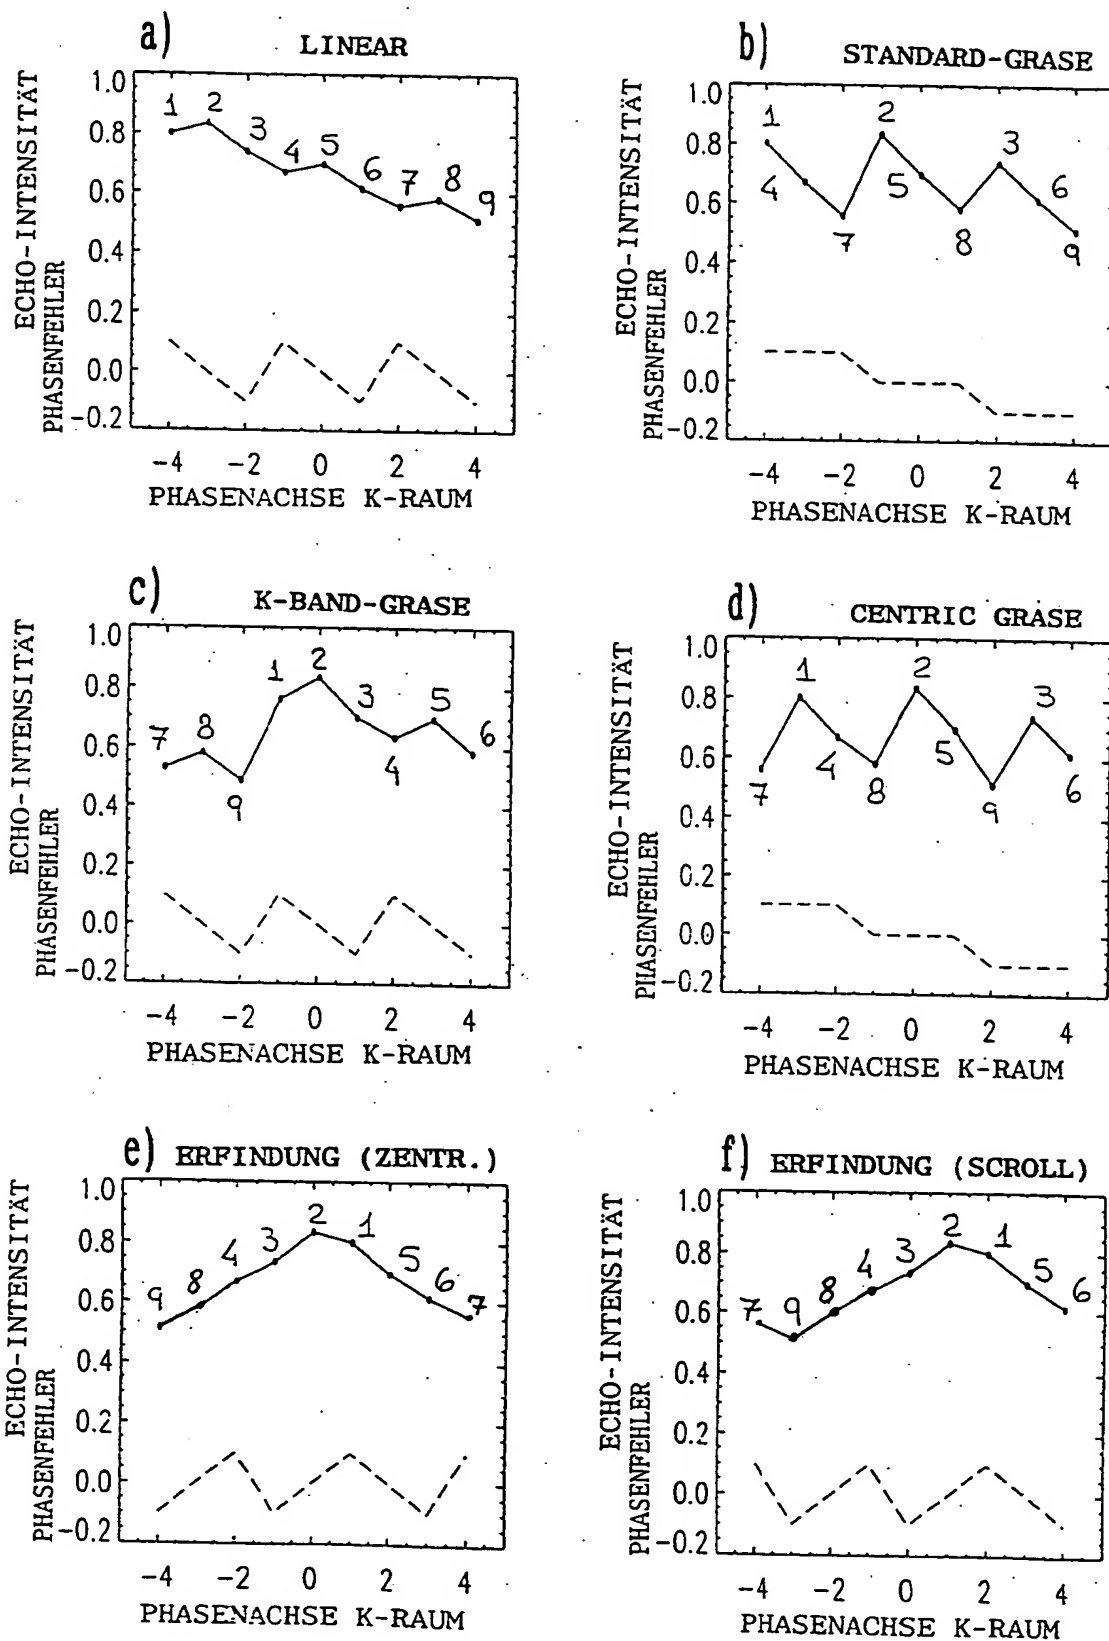 a) LINEAR
ECHO-INTENSITÄT
PHASENFEHLER
1.0
0.8
0.6
0.4
0.2
0.0
-0.2
1 2 3 4 5 6 7 8 9
-4 -2 0 2 4
PHASENACHSE K-RAUM
b) STANDARD-GRASE
ECHO-INTENSITÄT
PHASENFEHLER
1.0
0.8
0.6
0.4
0.2
0.0
-0.2
1 4 7 2 5 8 3 6 9
-4 -2 0 2 4
PHASENACHSE K-RAUM
c) K-BAND-GRASE
ECHO-INTENSITÄT
PHASENFEHLER
1.0
0.8
0.6
0.4
0.2
0.0
-0.2
7 8 9 1 2 3 4 5 6
-4 -2 0 2 4
PHASENACHSE K-RAUM
d) CENTRIC GRASE
ECHO-INTENSITÄT
PHASENFEHLER
1.0
0.8
0.6
0.4
0.2
0.0
-0.2
7 1 4 8 2 5 9 3 6
-4 -2 0 2 4
PHASENACHSE K-RAUM
e) ERFINDUNG (ZENTR.)
ECHO-INTENSITÄT
PHASENFEHLER
1.0
0.8
0.6
0.4
0.2
0.0
-0.2
9 8 4 3 2 1 5 6 7
-4 -2 0 2 4
PHASENACHSE K-RAUM
f) ERFINDUNG (SCROLL)
ECHO-INTENSITÄT
PHASENFEHLER
1.0
0.8
0.6
0.4
0.2
0.0
-0.2
7 9 8 4 3 2 1 5 6
-4 -2 0 2 4
PHASENACHSE K-RAUM